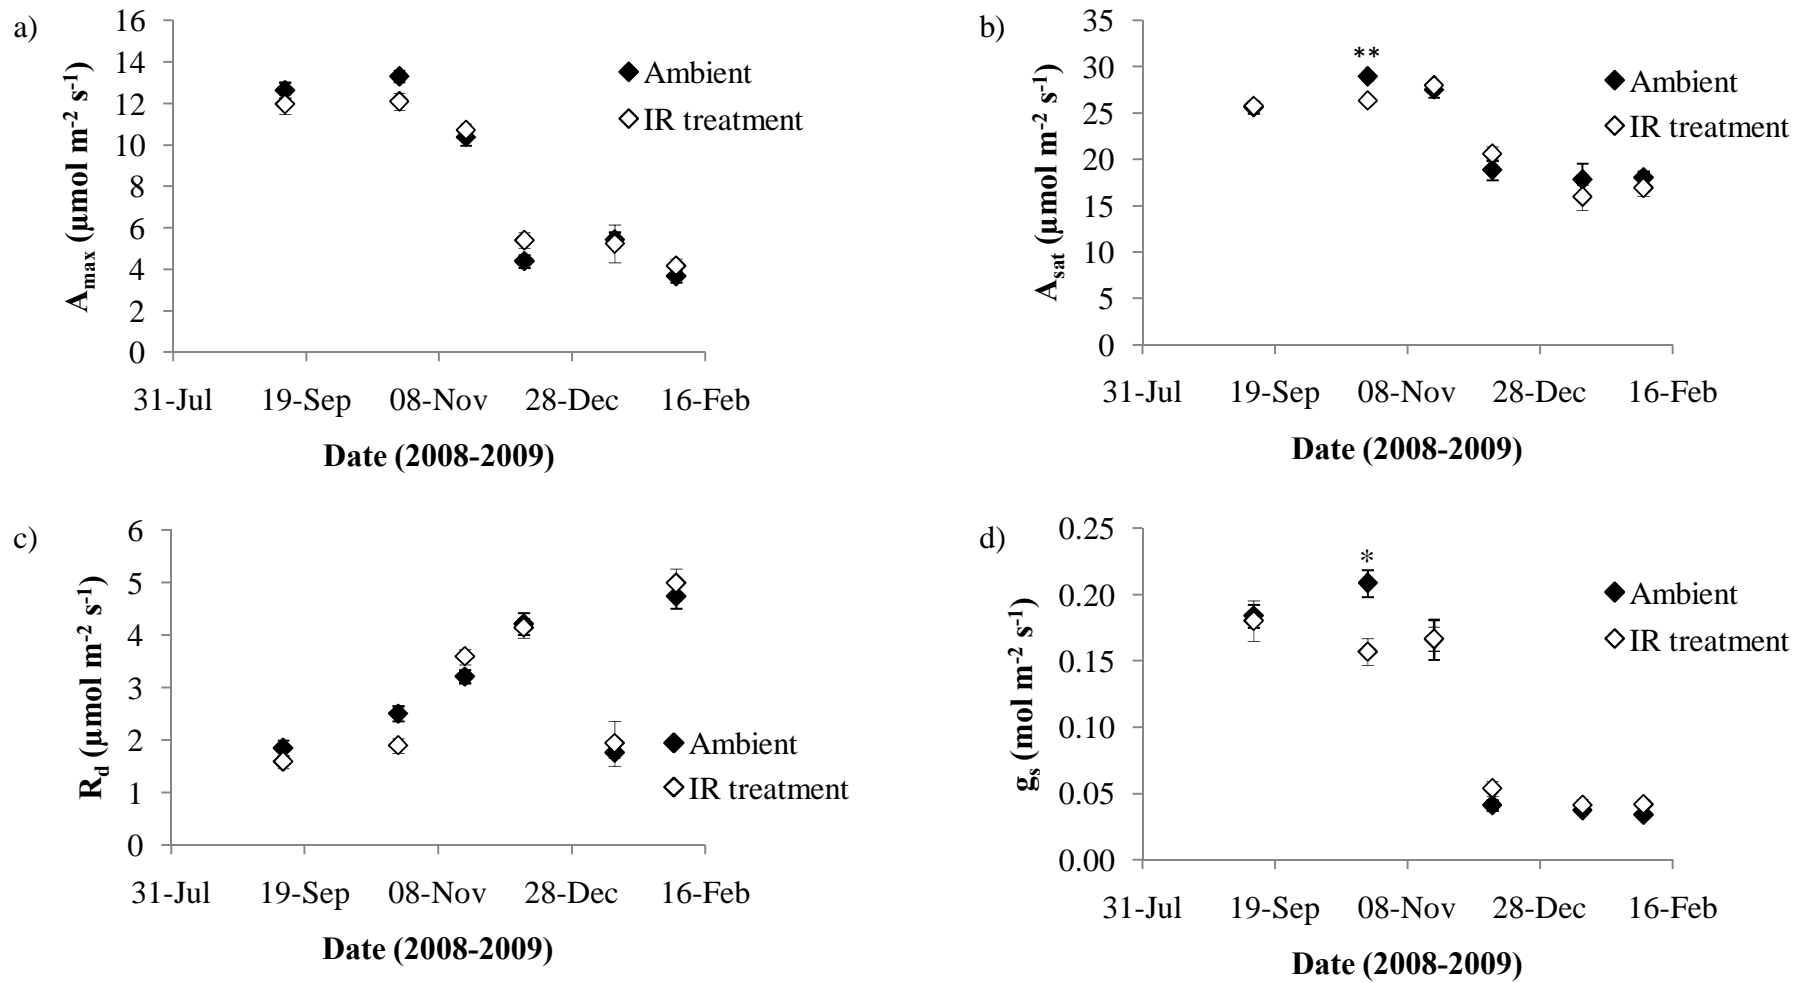 a)
16
14
12
10
8
6
4
2
0
A_max (µmol m⁻² s⁻¹)
Ambient
IR treatment
31-Jul 19-Sep 08-Nov 28-Dec 16-Feb
Date (2008-2009)
b)
35
30
25
20
15
10
5
0
A_sat (µmol m⁻² s⁻¹)
**
Ambient
IR treatment
31-Jul 19-Sep 08-Nov 28-Dec 16-Feb
Date (2008-2009)
c)
6
5
4
3
2
1
0
R_d (µmol m⁻² s⁻¹)
Ambient
IR treatment
31-Jul 19-Sep 08-Nov 28-Dec 16-Feb
Date (2008-2009)
d)
0.25
0.20
0.15
0.10
0.05
0.00
g_s (mol m⁻² s⁻¹)
*
Ambient
IR treatment
31-Jul 19-Sep 08-Nov 28-Dec 16-Feb
Date (2008-2009)